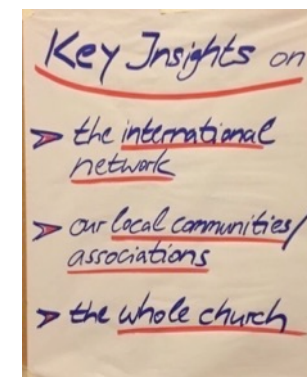 Key Insights on
> the international
network
> our local communities/
associations
> the whole church